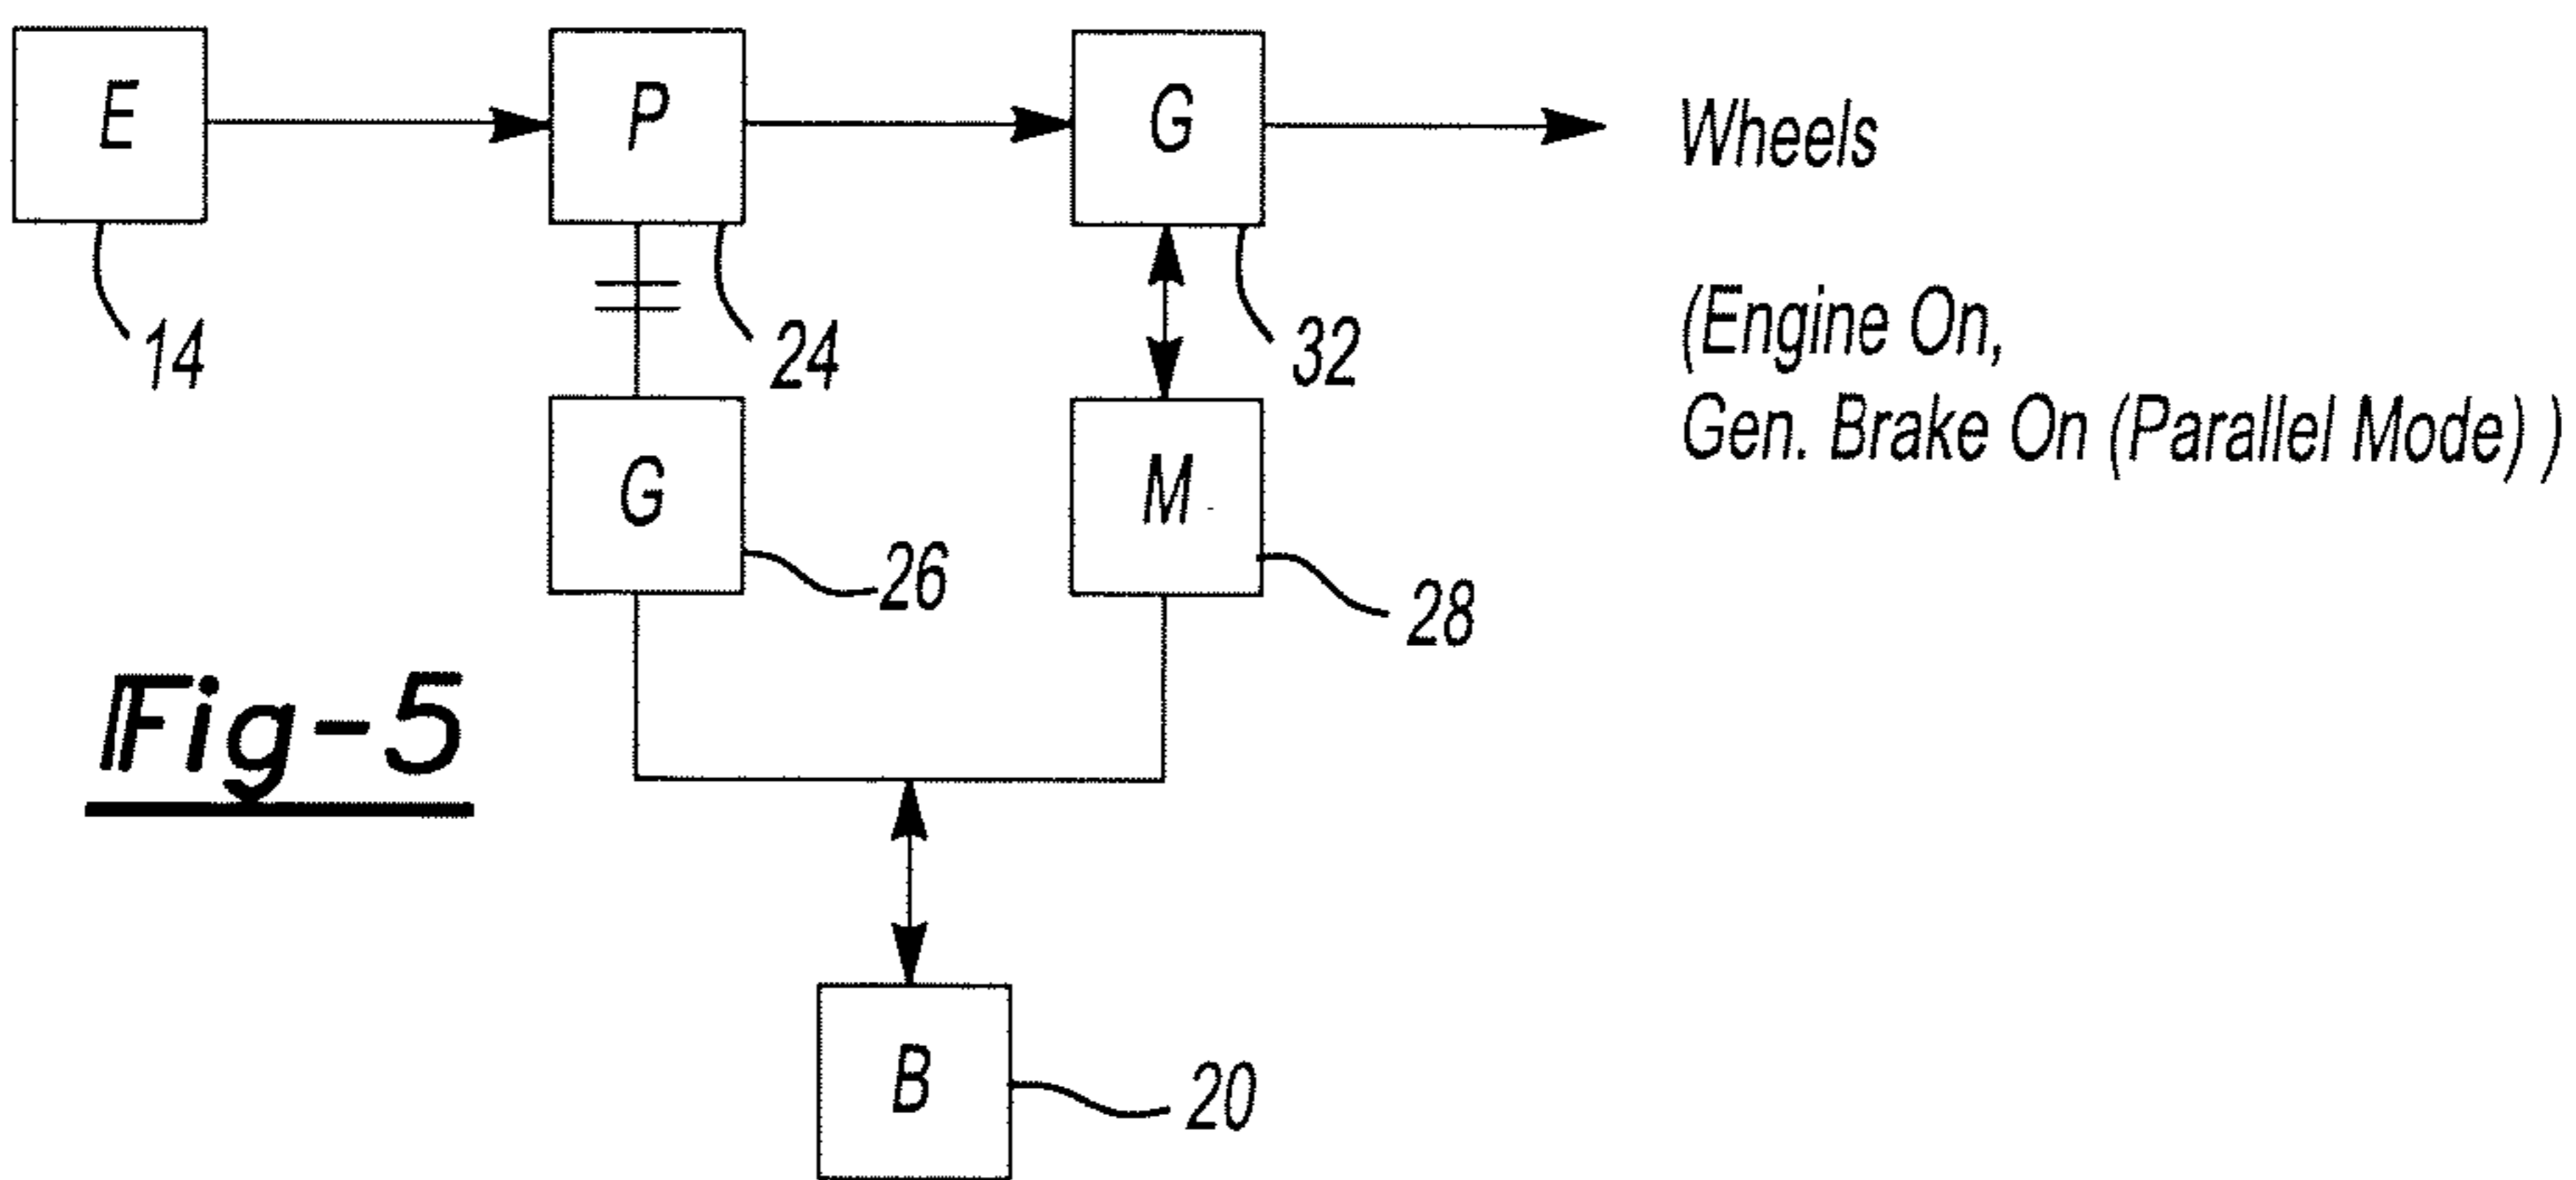 E
P
G
Wheels
14
24
32
(Engine On,
Gen. Brake On (Parallel Mode) )
G
26
M
28
Fig-5
B
20